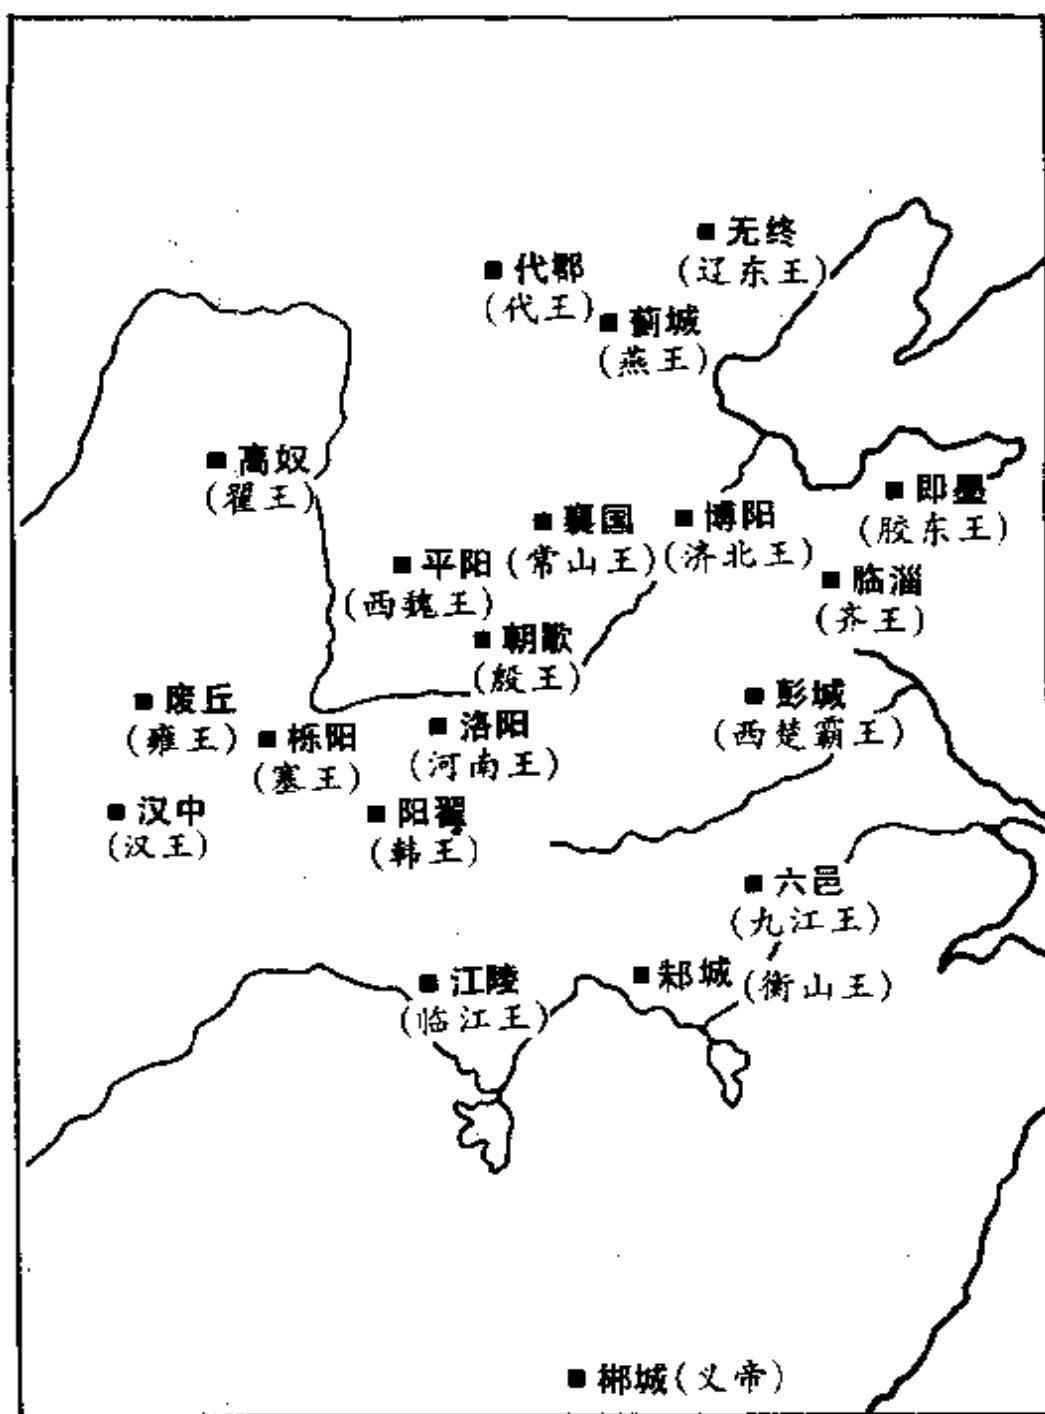 ■无终
(辽东王)
■代郡
(代王)
■蓟城
(燕王)
■高奴
(翟王)
■即墨
(胶东王)
■襄国
(常山王)
■博阳
(济北王)
■平阳
(西魏王)
■临淄
(齐王)
■朝歌
(殷王)
■废丘
(雍王)
■栎阳
(塞王)
■洛阳
(河南王)
■彭城
(西楚霸王)
■汉中
(汉王)
■阳翟
(韩王)
■六邑
(九江王)
■邾城
(衡山王)
■江陵
(临江王)
■郴城(义帝)